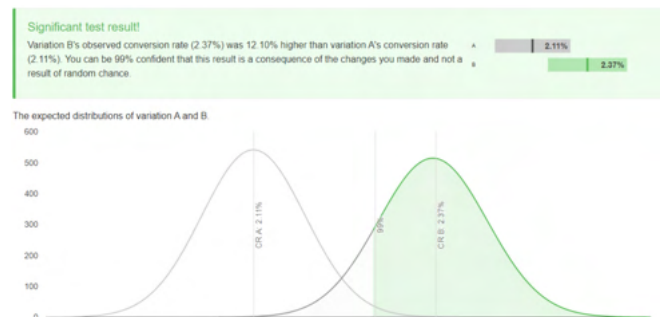 Significant test result!
Variation B's observed conversion rate (2.37%) was 12.10% higher than variation A's conversion rate
(2.11%). You can be 99% confident that this result is a consequence of the changes you made and not a
result of random chance.
A 2.11%
B 2.37%
The expected distributions of variation A and B.
600
500
400
300
200
100
0
CR A: 2.11%
99%
CR B: 2.37%